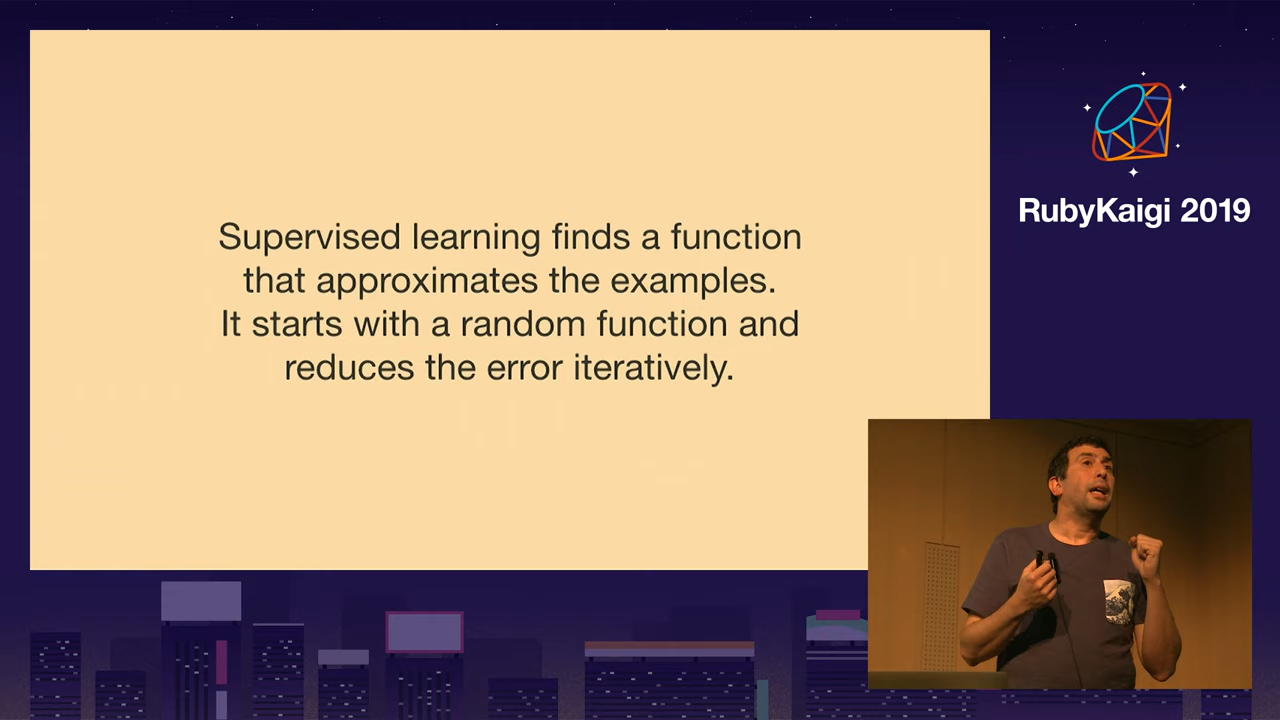 Supervised learning finds a function
that approximates the examples.
It starts with a random function and
reduces the error iteratively.
RubyKaigi 2019